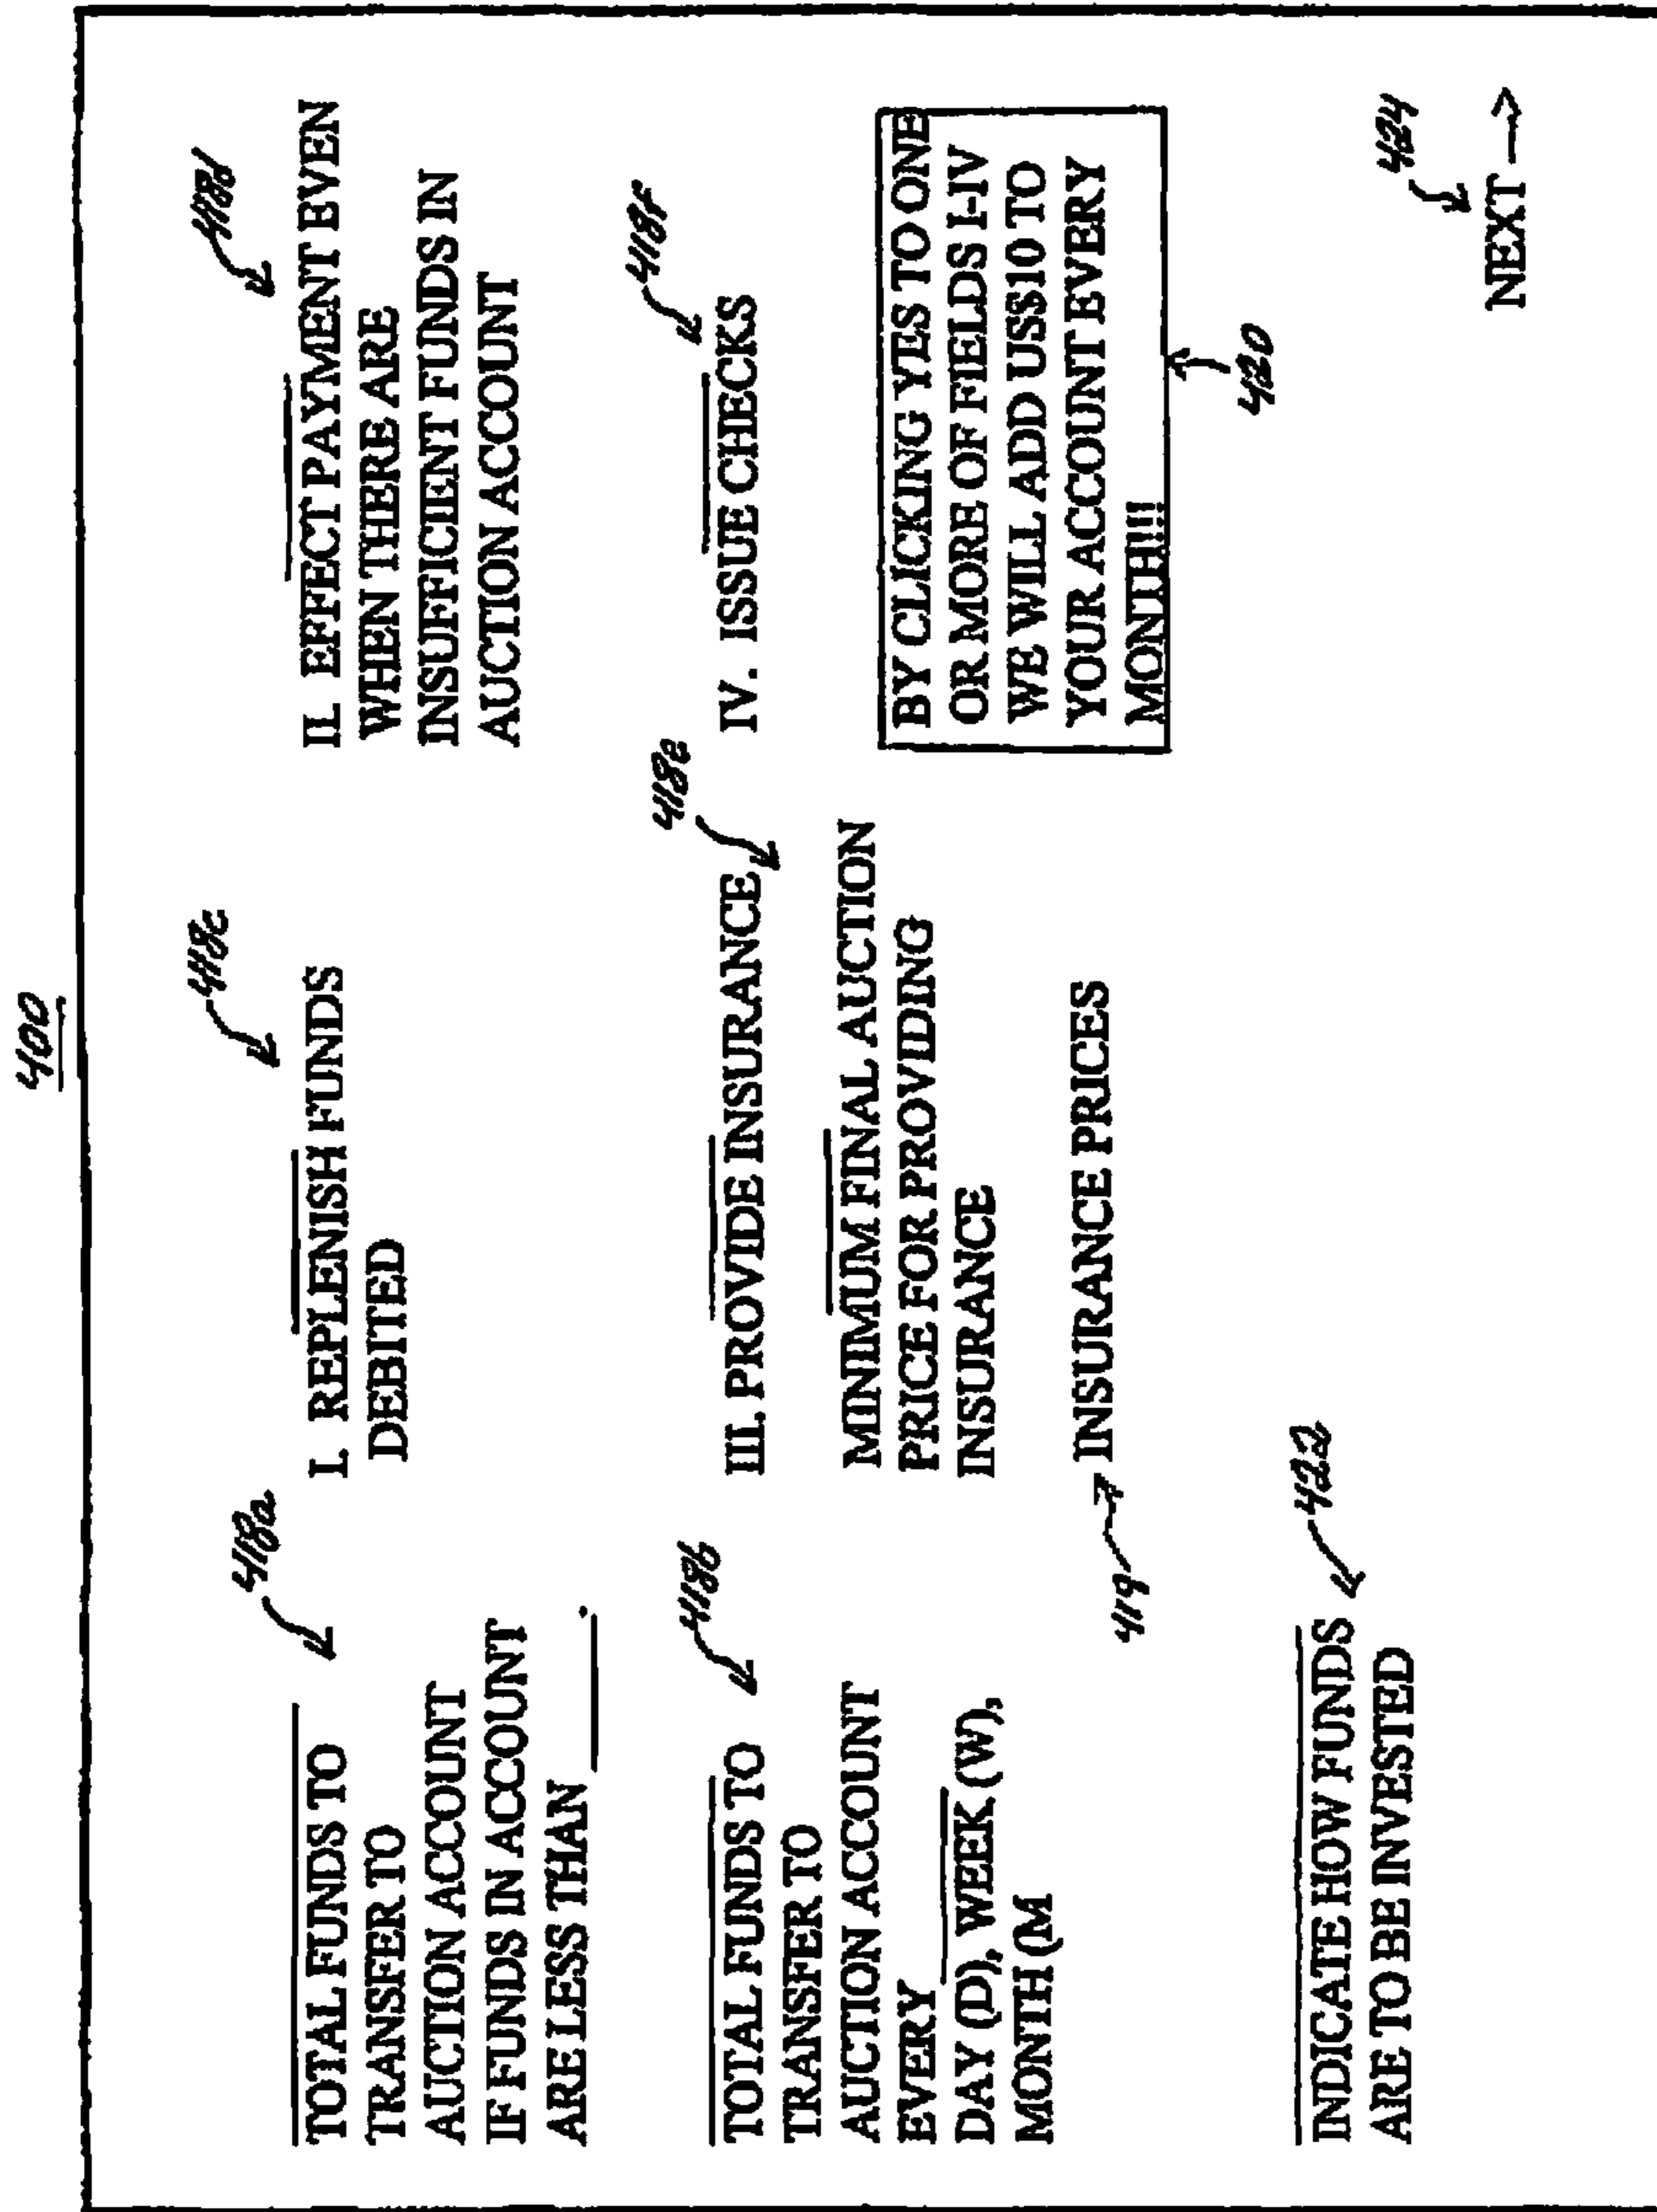 400
418a
TOTAL FUNDS TO
TRANSFER TO
AUCTION ACCOUNT
IF FUNDS IN ACCOUNT
ARE LESS THAN ______.
418b
TOTAL FUNDS TO
TRANSFER TO
AUCTION ACCOUNT
EVERY ______
DAY (D), WEEK (W),
MONTH (M
418c
I. REPLENISH FUNDS
DEBITED
418d
II. EFFECT PAYMENT EVEN
WHEN THERE ARE
INSUFFICIENT FUNDS IN
AUCTION ACCOUNT
418e
III. PROVIDE INSURANCE
MINIMUM FINAL AUCTION
PRICE FOR PROVIDING
INSURANCE
419
INSURANCE PRICES
418f
IV. ISSUE CHECKS
BY CLICKING YES TO ONE
OR MORE OF FIELDS I-IV
WE WILL ADD US$10 TO
YOUR ACCOUNT EVERY
MONTH!!!
420
422
INDICATE HOW FUNDS
ARE TO BE INVESTED
424
NEXT -->